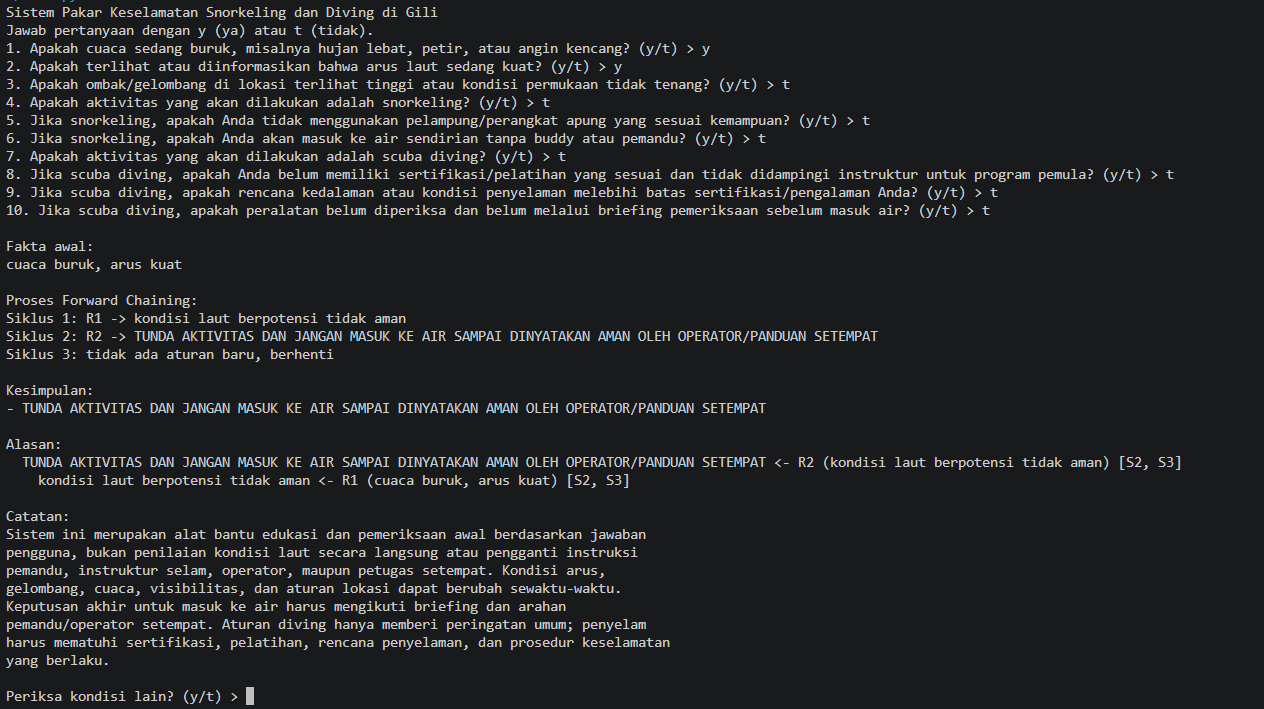 Sistem Pakar Keselamatan Snorkeling dan Diving di Gili
Jawab pertanyaan dengan y (ya) atau t (tidak).
1. Apakah cuaca sedang buruk, misalnya hujan lebat, petir, atau angin kencang? (y/t) > y
2. Apakah terlihat atau diinformasikan bahwa arus laut sedang kuat? (y/t) > y
3. Apakah ombak/gelombang di lokasi terlihat tinggi atau kondisi permukaan tidak tenang? (y/t) > t
4. Apakah aktivitas yang akan dilakukan adalah snorkeling? (y/t) > t
5. Jika snorkeling, apakah Anda tidak menggunakan pelampung/perangkat apung yang sesuai kemampuan? (y/t) > t
6. Jika snorkeling, apakah Anda akan masuk ke air sendirian tanpa buddy atau pemandu? (y/t) > t
7. Apakah aktivitas yang akan dilakukan adalah scuba diving? (y/t) > t
8. Jika scuba diving, apakah Anda belum memiliki sertifikasi/pelatihan yang sesuai dan tidak didampingi instruktur untuk program pemula? (y/t) > t
9. Jika scuba diving, apakah rencana kedalaman atau kondisi penyelaman melebihi batas sertifikasi/pengalaman Anda? (y/t) > t
10. Jika scuba diving, apakah peralatan belum diperiksa dan belum melalui briefing pemeriksaan sebelum masuk air? (y/t) > t
Fakta awal:
cuaca buruk, arus kuat
Proses Forward Chaining:
Siklus 1: R1 -> kondisi laut berpotensi tidak aman
Siklus 2: R2 -> TUNDA AKTIVITAS DAN JANGAN MASUK KE AIR SAMPAI DINYATAKAN AMAN OLEH OPERATOR/PANDUAN SETEMPAT
Siklus 3: tidak ada aturan baru, berhenti
Kesimpulan:
- TUNDA AKTIVITAS DAN JANGAN MASUK KE AIR SAMPAI DINYATAKAN AMAN OLEH OPERATOR/PANDUAN SETEMPAT
Alasan:
TUNDA AKTIVITAS DAN JANGAN MASUK KE AIR SAMPAI DINYATAKAN AMAN OLEH OPERATOR/PANDUAN SETEMPAT <- R2 (kondisi laut berpotensi tidak aman) [S2, S3]
kondisi laut berpotensi tidak aman <- R1 (cuaca buruk, arus kuat) [S2, S3]
Catatan:
Sistem ini merupakan alat bantu edukasi dan pemeriksaan awal berdasarkan jawaban
pengguna, bukan penilaian kondisi laut secara langsung atau pengganti instruksi
pemandu, instruktur selam, operator, maupun petugas setempat. Kondisi arus,
gelombang, cuaca, visibilitas, dan aturan lokasi dapat berubah sewaktu-waktu.
Keputusan akhir untuk masuk ke air harus mengikuti briefing dan arahan
pemandu/operator setempat. Aturan diving hanya memberi peringatan umum; penyelam
harus mematuhi sertifikasi, pelatihan, rencana penyelaman, dan prosedur keselamatan
yang berlaku.
Periksa kondisi lain? (y/t) >